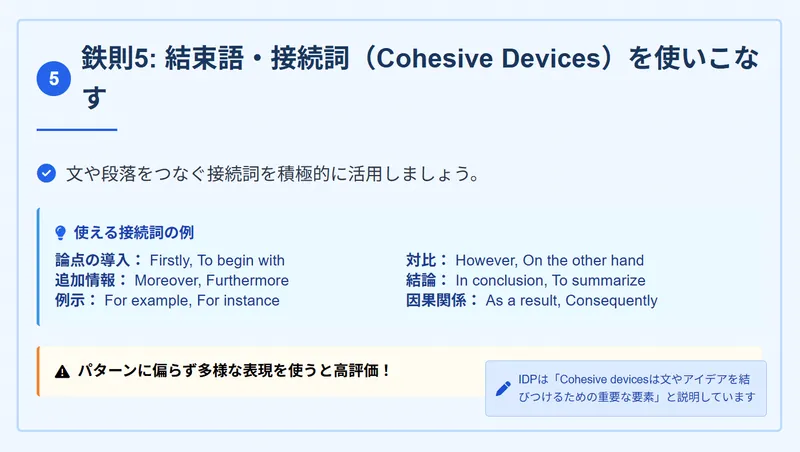 5
鉄則5: 結束語・接続詞（Cohesive Devices）を使いこな
す
文や段落をつなぐ接続詞を積極的に活用しましょう。
使える接続詞の例
論点の導入： Firstly, To begin with
追加情報： Moreover, Furthermore
例示： For example, For instance
対比： However, On the other hand
結論： In conclusion, To summarize
因果関係： As a result, Consequently
パターンに偏らず多様な表現を使うと高評価！
IDPは「Cohesive devicesは文やアイデアを結
びつけるための重要な要素」と説明しています